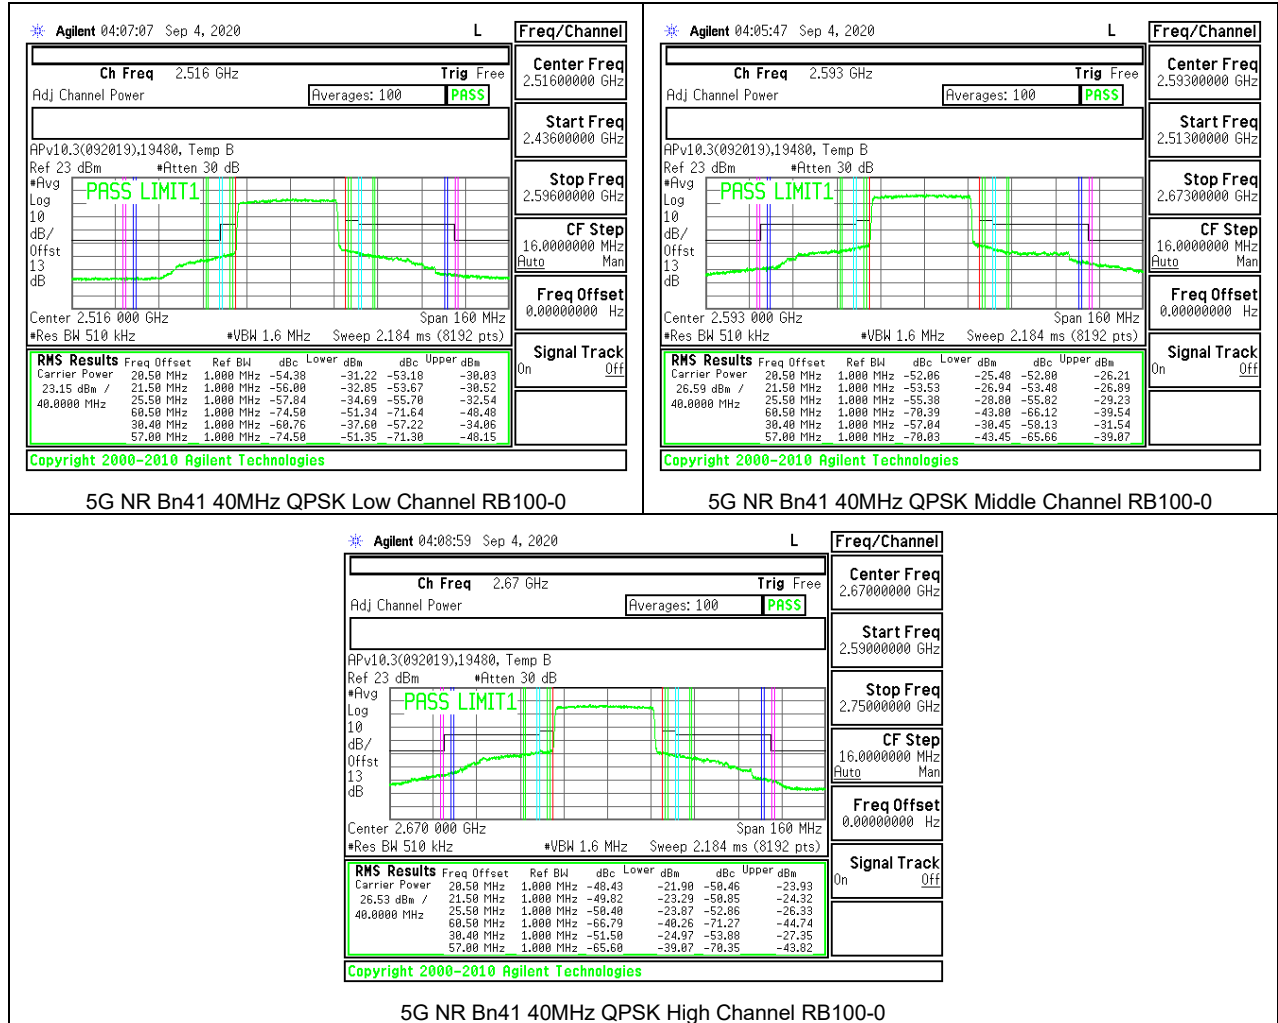 Agilent 04:07:07 Sep 4, 2020 L
Freq/Channel
Ch Freq 2.516 GHz Trig Free
Adj Channel Power Averages: 100 PASS
APv10.3(092019),19480, Temp B
Ref 23 dBm #Atten 30 dB
#Avg
Log
10
dB/
Offst
13
dB
PASS LIMIT1
Center 2.516 000 GHz Span 160 MHz
#Res BW 510 kHz #VBW 1.6 MHz Sweep 2.184 ms (8192 pts)
RMS Results Freq Offset Ref BW dBc Lower dBm dBc Upper dBm
Carrier Power 20.50 MHz 1.000 MHz -54.38 -31.22 -53.18 -30.03
23.15 dBm / 21.50 MHz 1.000 MHz -56.00 -32.85 -53.67 -30.52
40.0000 MHz 25.50 MHz 1.000 MHz -57.84 -34.69 -55.70 -32.54
60.50 MHz 1.000 MHz -74.50 -51.34 -71.64 -48.48
30.40 MHz 1.000 MHz -60.76 -37.60 -57.22 -34.06
57.00 MHz 1.000 MHz -74.50 -51.35 -71.30 -48.15
Copyright 2000-2010 Agilent Technologies
Center Freq
2.51600000 GHz
Start Freq
2.43600000 GHz
Stop Freq
2.59600000 GHz
CF Step
16.0000000 MHz
Auto Man
Freq Offset
0.00000000 Hz
Signal Track
On Off
5G NR Bn41 40MHz QPSK Low Channel RB100-0
Agilent 04:05:47 Sep 4, 2020 L
Freq/Channel
Ch Freq 2.593 GHz Trig Free
Adj Channel Power Averages: 100 PASS
APv10.3(092019),19480, Temp B
Ref 23 dBm #Atten 30 dB
#Avg
Log
10
dB/
Offst
13
dB
PASS LIMIT1
Center 2.593 000 GHz Span 160 MHz
#Res BW 510 kHz #VBW 1.6 MHz Sweep 2.184 ms (8192 pts)
RMS Results Freq Offset Ref BW dBc Lower dBm dBc Upper dBm
Carrier Power 20.50 MHz 1.000 MHz -52.06 -25.48 -52.80 -26.21
26.59 dBm / 21.50 MHz 1.000 MHz -53.53 -26.94 -53.48 -26.89
40.0000 MHz 25.50 MHz 1.000 MHz -55.38 -28.80 -55.82 -29.23
60.50 MHz 1.000 MHz -70.39 -43.80 -66.12 -39.54
30.40 MHz 1.000 MHz -57.04 -30.45 -58.13 -31.54
57.00 MHz 1.000 MHz -70.03 -43.45 -65.66 -39.07
Copyright 2000-2010 Agilent Technologies
Center Freq
2.59300000 GHz
Start Freq
2.51300000 GHz
Stop Freq
2.67300000 GHz
CF Step
16.0000000 MHz
Auto Man
Freq Offset
0.00000000 Hz
Signal Track
On Off
5G NR Bn41 40MHz QPSK Middle Channel RB100-0
Agilent 04:08:59 Sep 4, 2020 L
Freq/Channel
Ch Freq 2.67 GHz Trig Free
Adj Channel Power Averages: 100 PASS
APv10.3(092019),19480, Temp B
Ref 23 dBm #Atten 30 dB
#Avg
Log
10
dB/
Offst
13
dB
PASS LIMIT1
Center 2.670 000 GHz Span 160 MHz
#Res BW 510 kHz #VBW 1.6 MHz Sweep 2.184 ms (8192 pts)
RMS Results Freq Offset Ref BW dBc Lower dBm dBc Upper dBm
Carrier Power 20.50 MHz 1.000 MHz -48.43 -21.90 -50.46 -23.93
26.53 dBm / 21.50 MHz 1.000 MHz -49.82 -23.29 -50.85 -24.32
40.0000 MHz 25.50 MHz 1.000 MHz -50.40 -23.87 -52.86 -26.33
60.50 MHz 1.000 MHz -66.79 -40.26 -71.27 -44.74
30.40 MHz 1.000 MHz -51.50 -24.97 -53.88 -27.35
57.00 MHz 1.000 MHz -65.60 -39.07 -70.35 -43.82
Copyright 2000-2010 Agilent Technologies
Center Freq
2.67000000 GHz
Start Freq
2.59000000 GHz
Stop Freq
2.75000000 GHz
CF Step
16.0000000 MHz
Auto Man
Freq Offset
0.00000000 Hz
Signal Track
On Off
5G NR Bn41 40MHz QPSK High Channel RB100-0